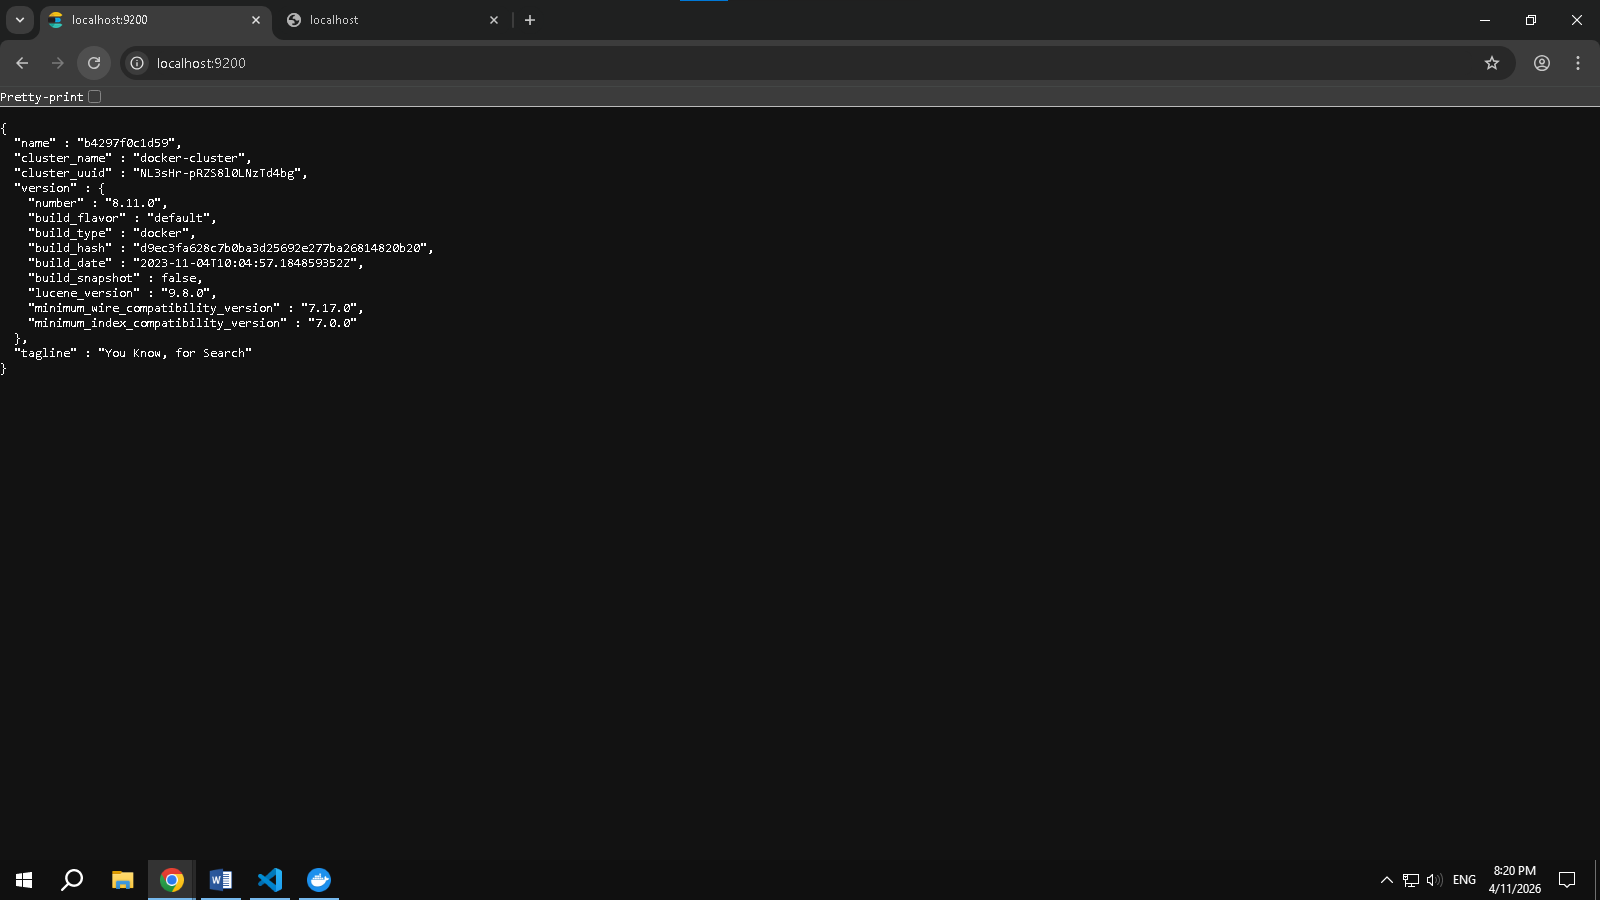 localhost:9200
localhost
localhost:9200
Pretty-print
{
  "name" : "b4297f0c1d59",
  "cluster_name" : "docker-cluster",
  "cluster_uuid" : "NL3sHr-pRZS8l0LNzTd4bg",
  "version" : {
    "number" : "8.11.0",
    "build_flavor" : "default",
    "build_type" : "docker",
    "build_hash" : "d9ec3fa628c7b0ba3d25692e277ba26814820b20",
    "build_date" : "2023-11-04T10:04:57.184859352Z",
    "build_snapshot" : false,
    "lucene_version" : "9.8.0",
    "minimum_wire_compatibility_version" : "7.17.0",
    "minimum_index_compatibility_version" : "7.0.0"
  },
  "tagline" : "You Know, for Search"
}
ENG
8:20 PM
4/11/2026